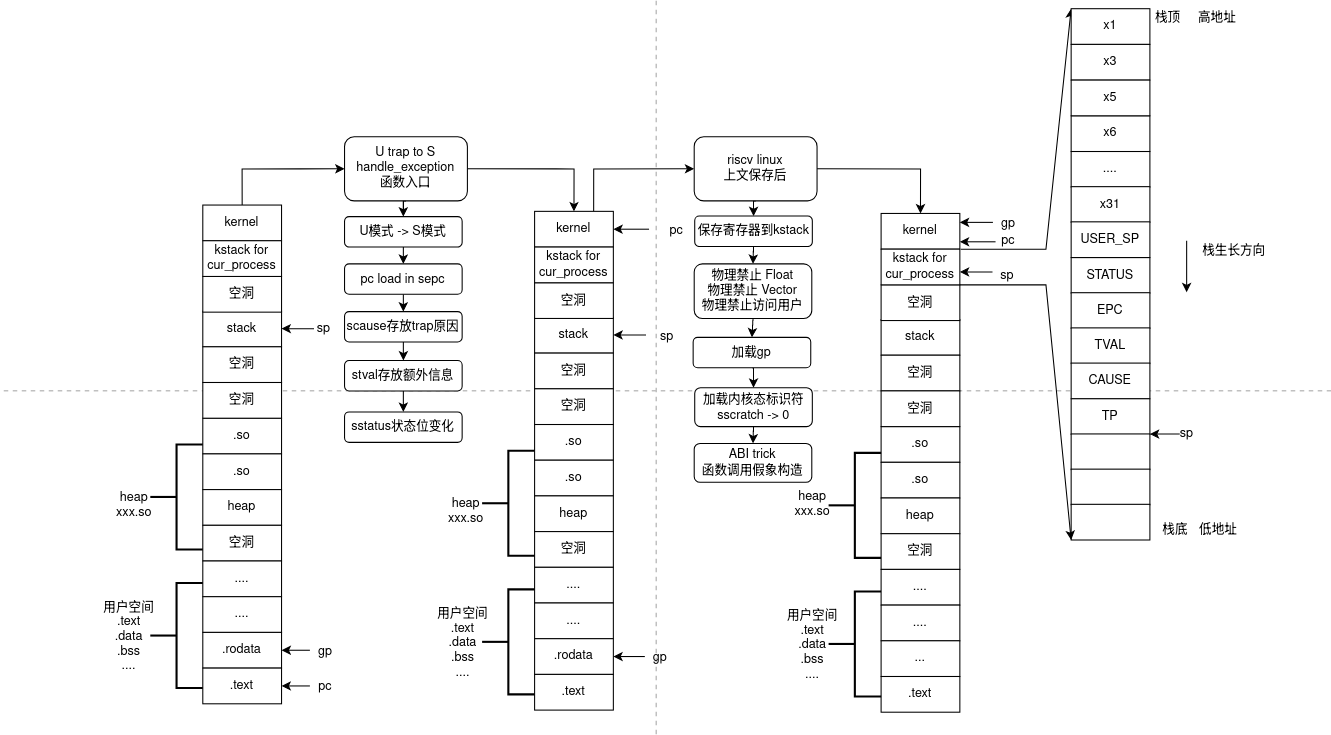 kernel
kstack for
cur_process
空洞
stack
sp
空洞
空洞
.so
.so
heap
空洞
heap
xxx.so
....
....
.rodata
gp
.text
pc
用户空间
.text
.data
.bss
....
U trap to S
handle_exception
函数入口
U模式 -> S模式
pc load in sepc
scause存放trap原因
stval存放额外信息
sstatus状态位变化
kernel
pc
kstack for
cur_process
空洞
stack
sp
空洞
空洞
.so
.so
heap
空洞
heap
xxx.so
....
....
.rodata
gp
.text
用户空间
.text
.data
.bss
....
riscv linux
上文保存后
保存寄存器到kstack
物理禁止 Float
物理禁止 Vector
物理禁止访问用户
加载gp
加载内核态标识符
sscratch -> 0
ABI trick
函数调用假象构造
kernel
gp
pc
kstack for
cur_process
sp
空洞
stack
空洞
空洞
.so
.so
heap
空洞
heap
xxx.so
....
....
...
.text
用户空间
.text
.data
.bss
....
栈顶 高地址
x1
x3
x5
x6
....
x31
USER_SP
STATUS
EPC
TVAL
CAUSE
TP
sp
栈生长方向
栈底 低地址